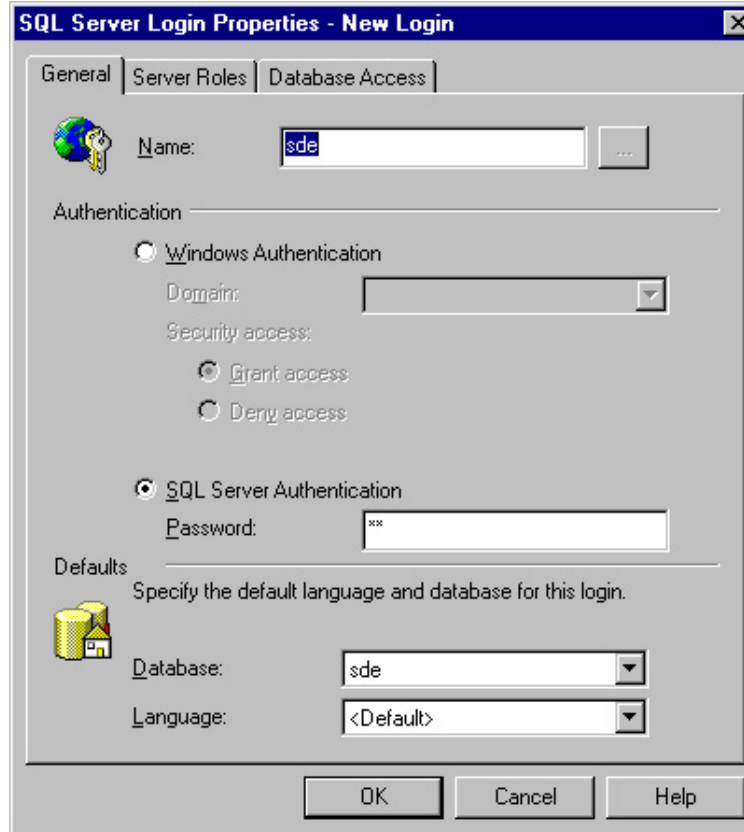 SQL Server Login Properties - New Login
General Server Roles Database Access
Name: sde ...
Authentication
Windows Authentication
Domain:
Security access:
Grant access
Deny access
SQL Server Authentication
Password: **
Defaults
Specify the default language and database for this login.
Database: sde
Language: <Default>
OK Cancel Help